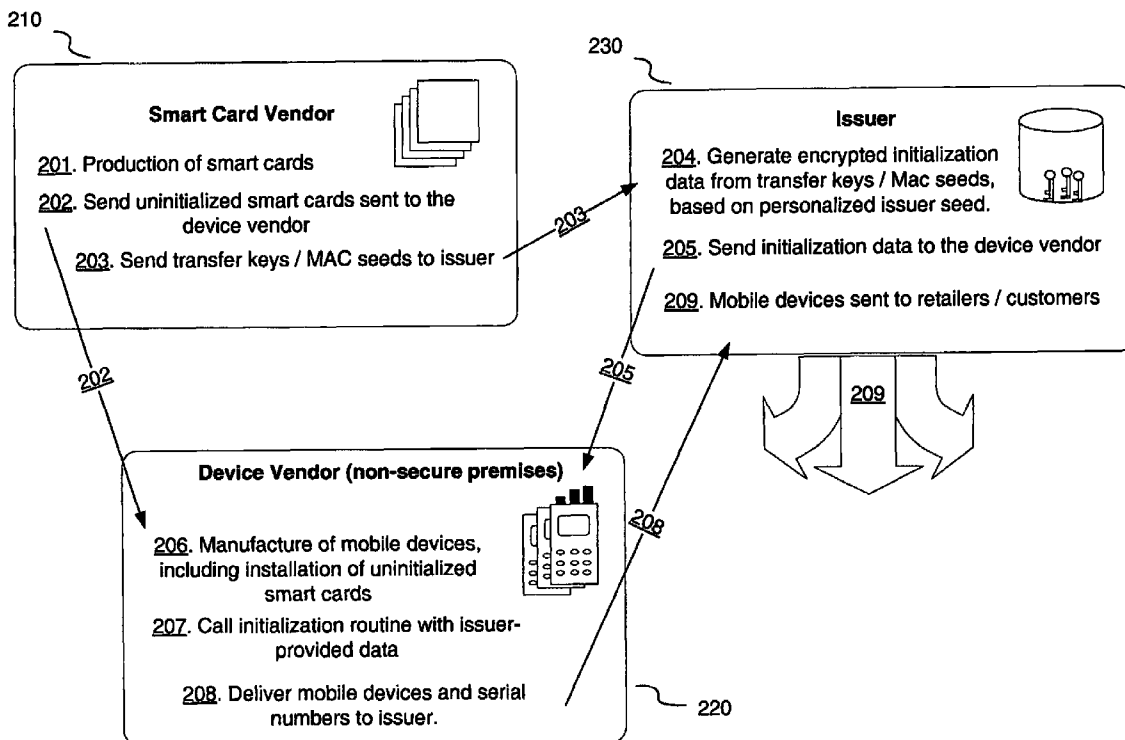 210
Smart Card Vendor
201. Production of smart cards
202. Send uninitialized smart cards sent to the
device vendor
203. Send transfer keys / MAC seeds to issuer
203
230
Issuer
204. Generate encrypted initialization
data from transfer keys / Mac seeds,
based on personalized issuer seed.
205. Send initialization data to the device vendor
209. Mobile devices sent to retailers / customers
202
205
209
Device Vendor (non-secure premises)
206. Manufacture of mobile devices,
including installation of uninitialized
smart cards
207. Call initialization routine with issuer-
provided data
208. Deliver mobile devices and serial
numbers to issuer.
208
220